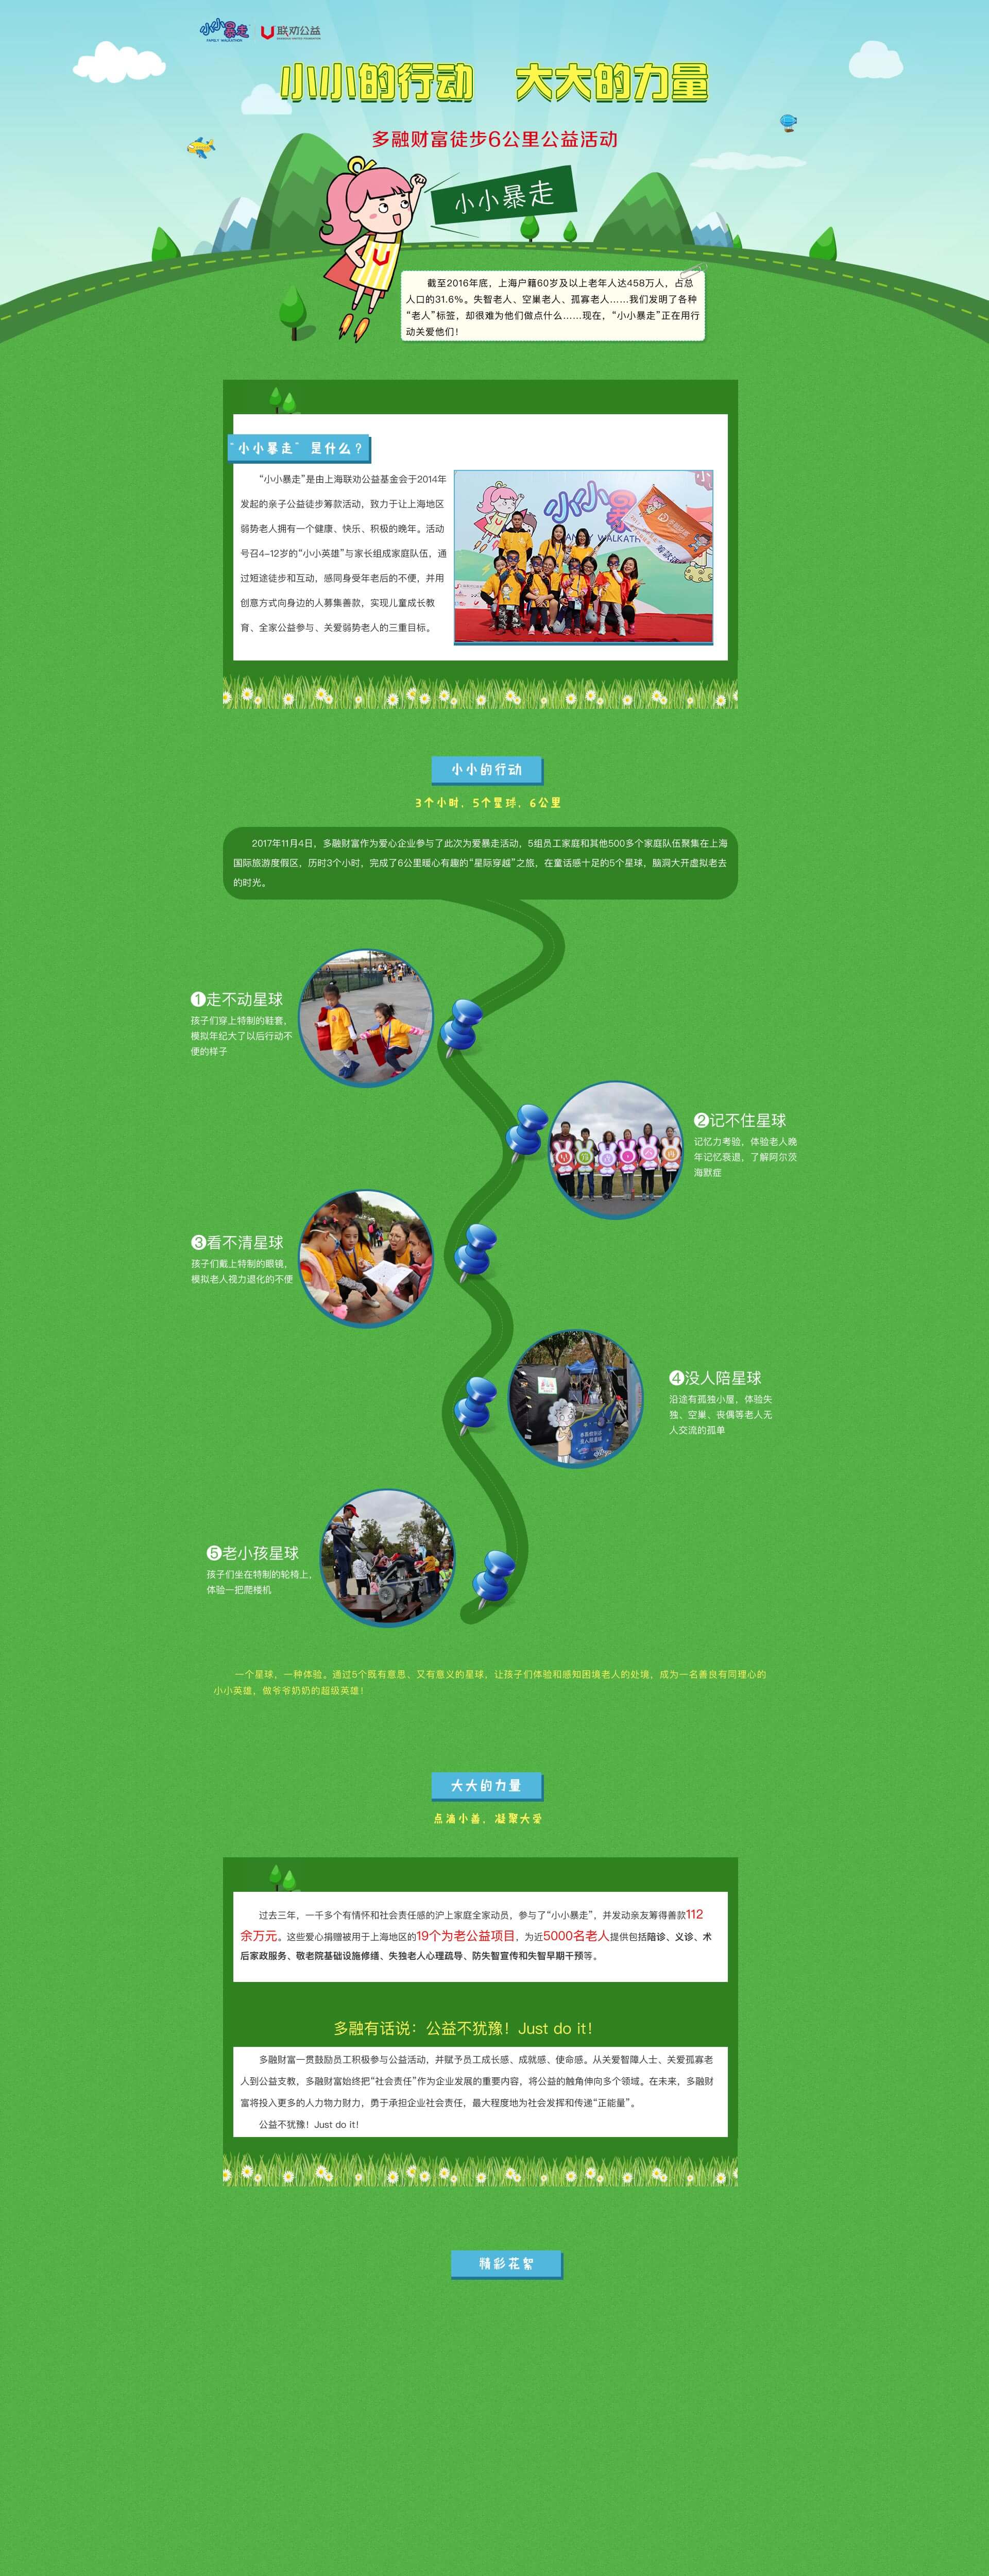 小小暴走
FAMILY WALKATHON
联劝公益
小小的行动 大大的力量
多融财富徒步6公里公益活动
小小暴走
截至2016年底，上海户籍60岁及以上老年人达458万人，占总
人口的31.6%。失智老人、空巢老人、孤寡老人……我们发明了各种
“老人”标签，却很难为他们做点什么……现在，“小小暴走”正在用行
动关爱他们！
“小小暴走” 是什么？
“小小暴走”是由上海联劝公益基金会于2014年
发起的亲子公益徒步筹款活动，致力于让上海地区
弱势老人拥有一个健康、快乐、积极的晚年。活动
号召4-12岁的“小小英雄”与家长组成家庭队伍，通
过短途徒步和互动，感同身受年老后的不便，并用
创意方式向身边的人募集善款，实现儿童成长教
育、全家公益参与、关爱弱势老人的三重目标。
小小的行动
3个小时，5个星球，6公里
2017年11月4日，多融财富作为爱心企业参与了此次为爱暴走活动，5组员工家庭和其他500多个家庭队伍聚集在上海
国际旅游度假区，历时3个小时，完成了6公里暖心有趣的“星际穿越”之旅，在童话感十足的5个星球，脑洞大开虚拟老去
的时光。
❶走不动星球
孩子们穿上特制的鞋套，
模拟年纪大了以后行动不
便的样子
❷记不住星球
记忆力考验，体验老人晚
年记忆衰退，了解阿尔茨
海默症
❸看不清星球
孩子们戴上特制的眼镜，
模拟老人视力退化的不便
❹没人陪星球
沿途有孤独小屋，体验失
独、空巢、丧偶等老人无
人交流的孤单
❺老小孩星球
孩子们坐在特制的轮椅上，
体验一把爬楼机
一个星球，一种体验。通过5个既有意思、又有意义的星球，让孩子们体验和感知困境老人的处境，成为一名善良有同理心的
小小英雄，做爷爷奶奶的超级英雄！
大大的力量
点滴小善，凝聚大爱
过去三年，一千多个有情怀和社会责任感的沪上家庭全家动员，参与了“小小暴走”，并发动亲友筹得善款112
余万元。这些爱心捐赠被用于上海地区的19个为老公益项目，为近5000名老人提供包括陪诊、义诊、术
后家政服务、敬老院基础设施修缮、失独老人心理疏导、防失智宣传和失智早期干预等。
多融有话说：公益不犹豫！Just do it！
多融财富一贯鼓励员工积极参与公益活动，并赋予员工成长感、成就感、使命感。从关爱智障人士、关爱孤寡老
人到公益支教，多融财富始终把“社会责任”作为企业发展的重要内容，将公益的触角伸向多个领域。在未来，多融财
富将投入更多的人力物力财力，勇于承担企业社会责任，最大程度地为社会发挥和传递“正能量”。
公益不犹豫！Just do it！
精彩花絮